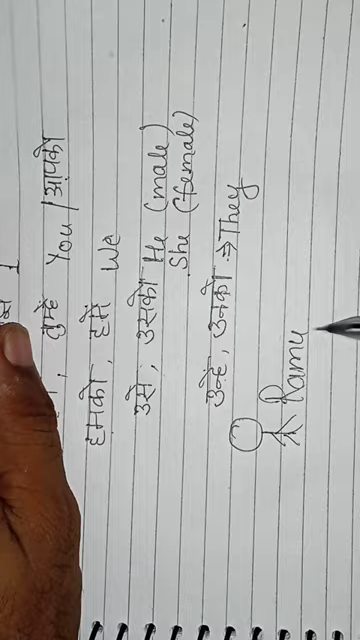 I
तुम्हें You/आपको
हमको, हमें We
उसे, उसको He (male)
She (female)
उन्हें, उनको ⇒ They
Ramu